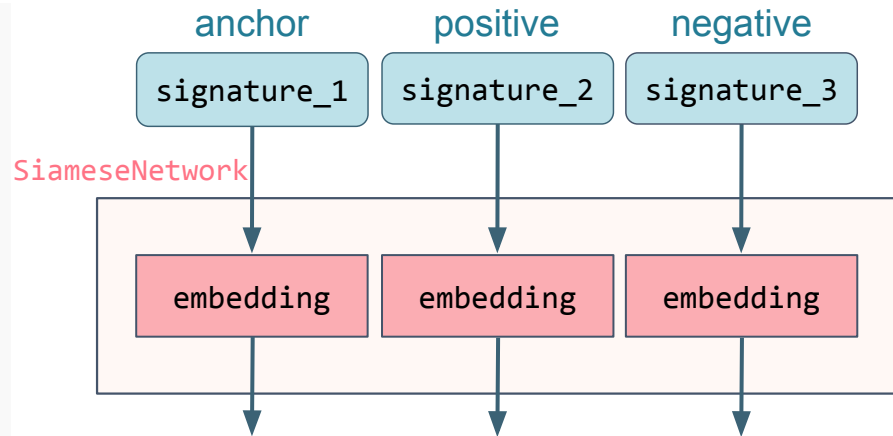 anchor positive negative
signature_1 signature_2 signature_3
SiameseNetwork
embedding embedding embedding